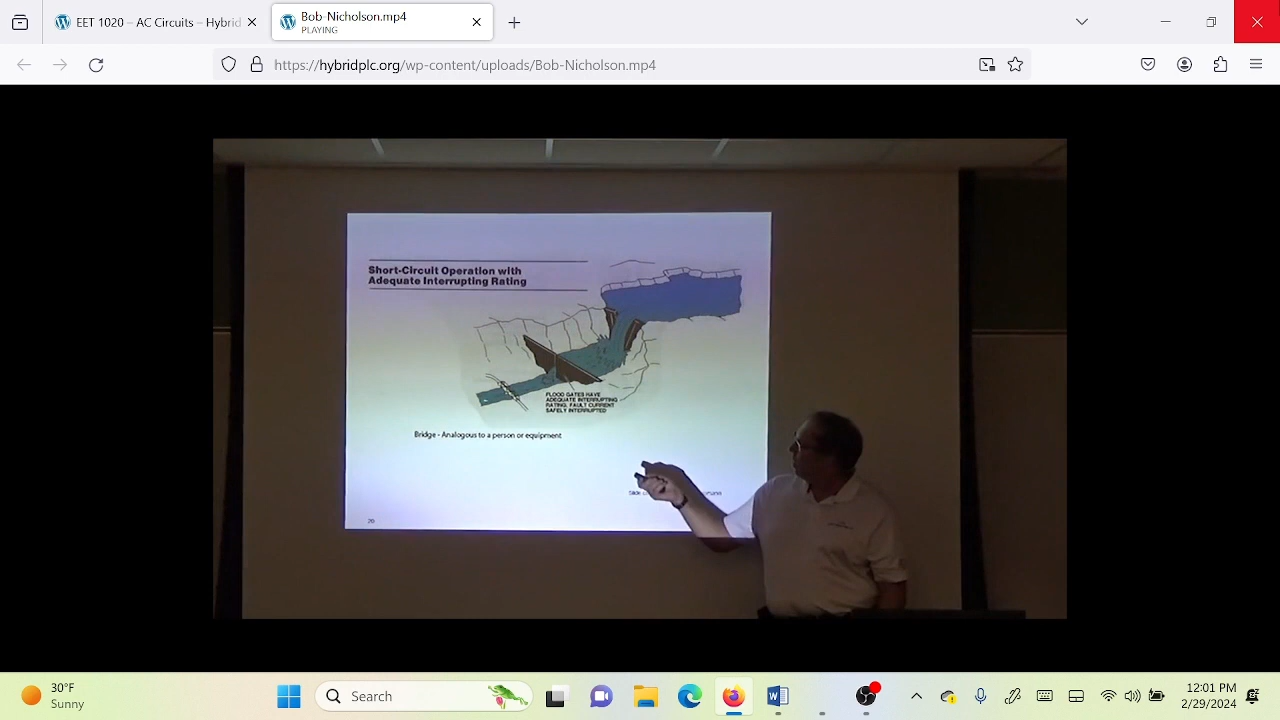 EET 1020 – AC Circuits – Hybrid
Bob-Nicholson.mp4
PLAYING
https://hybridplc.org/wp-content/uploads/Bob-Nicholson.mp4
Short-Circuit Operation with
Adequate Interrupting Rating
FLOOD GATES HAVE
ADEQUATE INTERRUPTING
RATING. FAULT CURRENT
SAFELY INTERRUPTED
Bridge - Analogous to a person or equipment
Slide
20
30°F
Sunny
Search
12:01 PM
2/29/2024